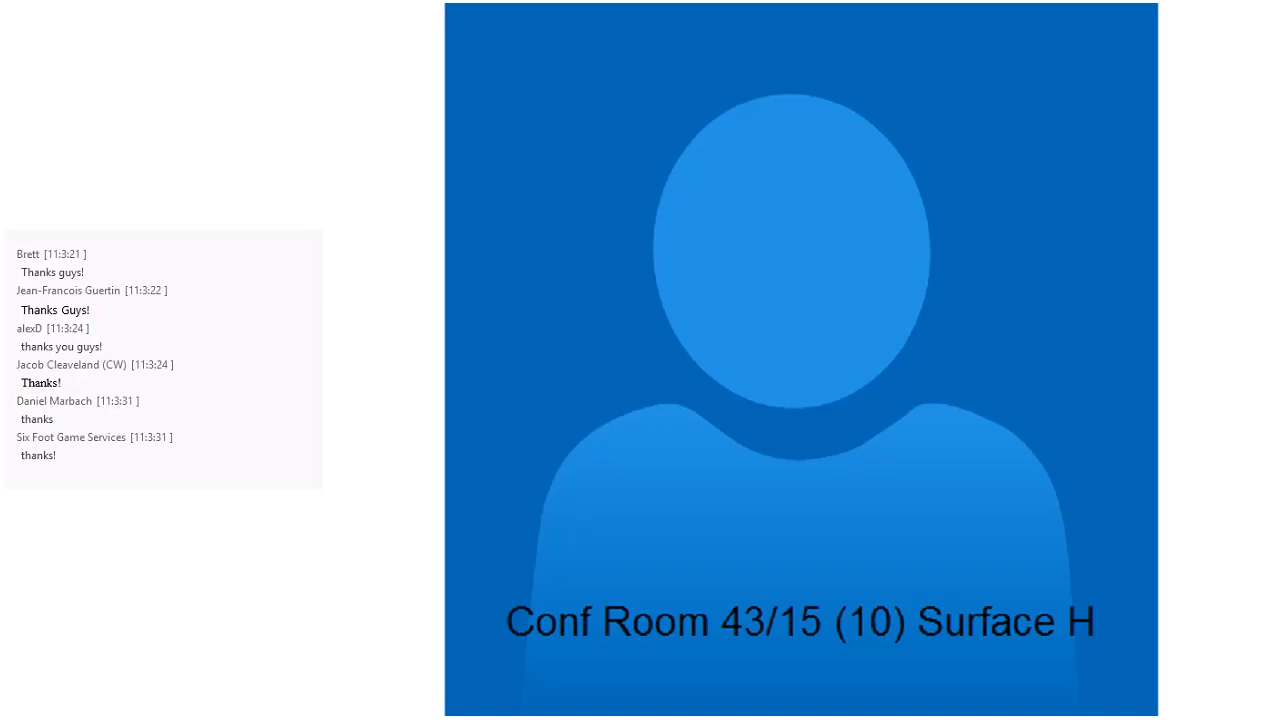 Brett [11:3:21 ]
Thanks guys!
Jean-Francois Guertin [11:3:22 ]
Thanks Guys!
alexD [11:3:24 ]
thanks you guys!
Jacob Cleaveland (CW) [11:3:24 ]
Thanks!
Daniel Marbach [11:3:31 ]
thanks
Six Foot Game Services [11:3:31 ]
thanks!
Conf Room 43/15 (10) Surface H